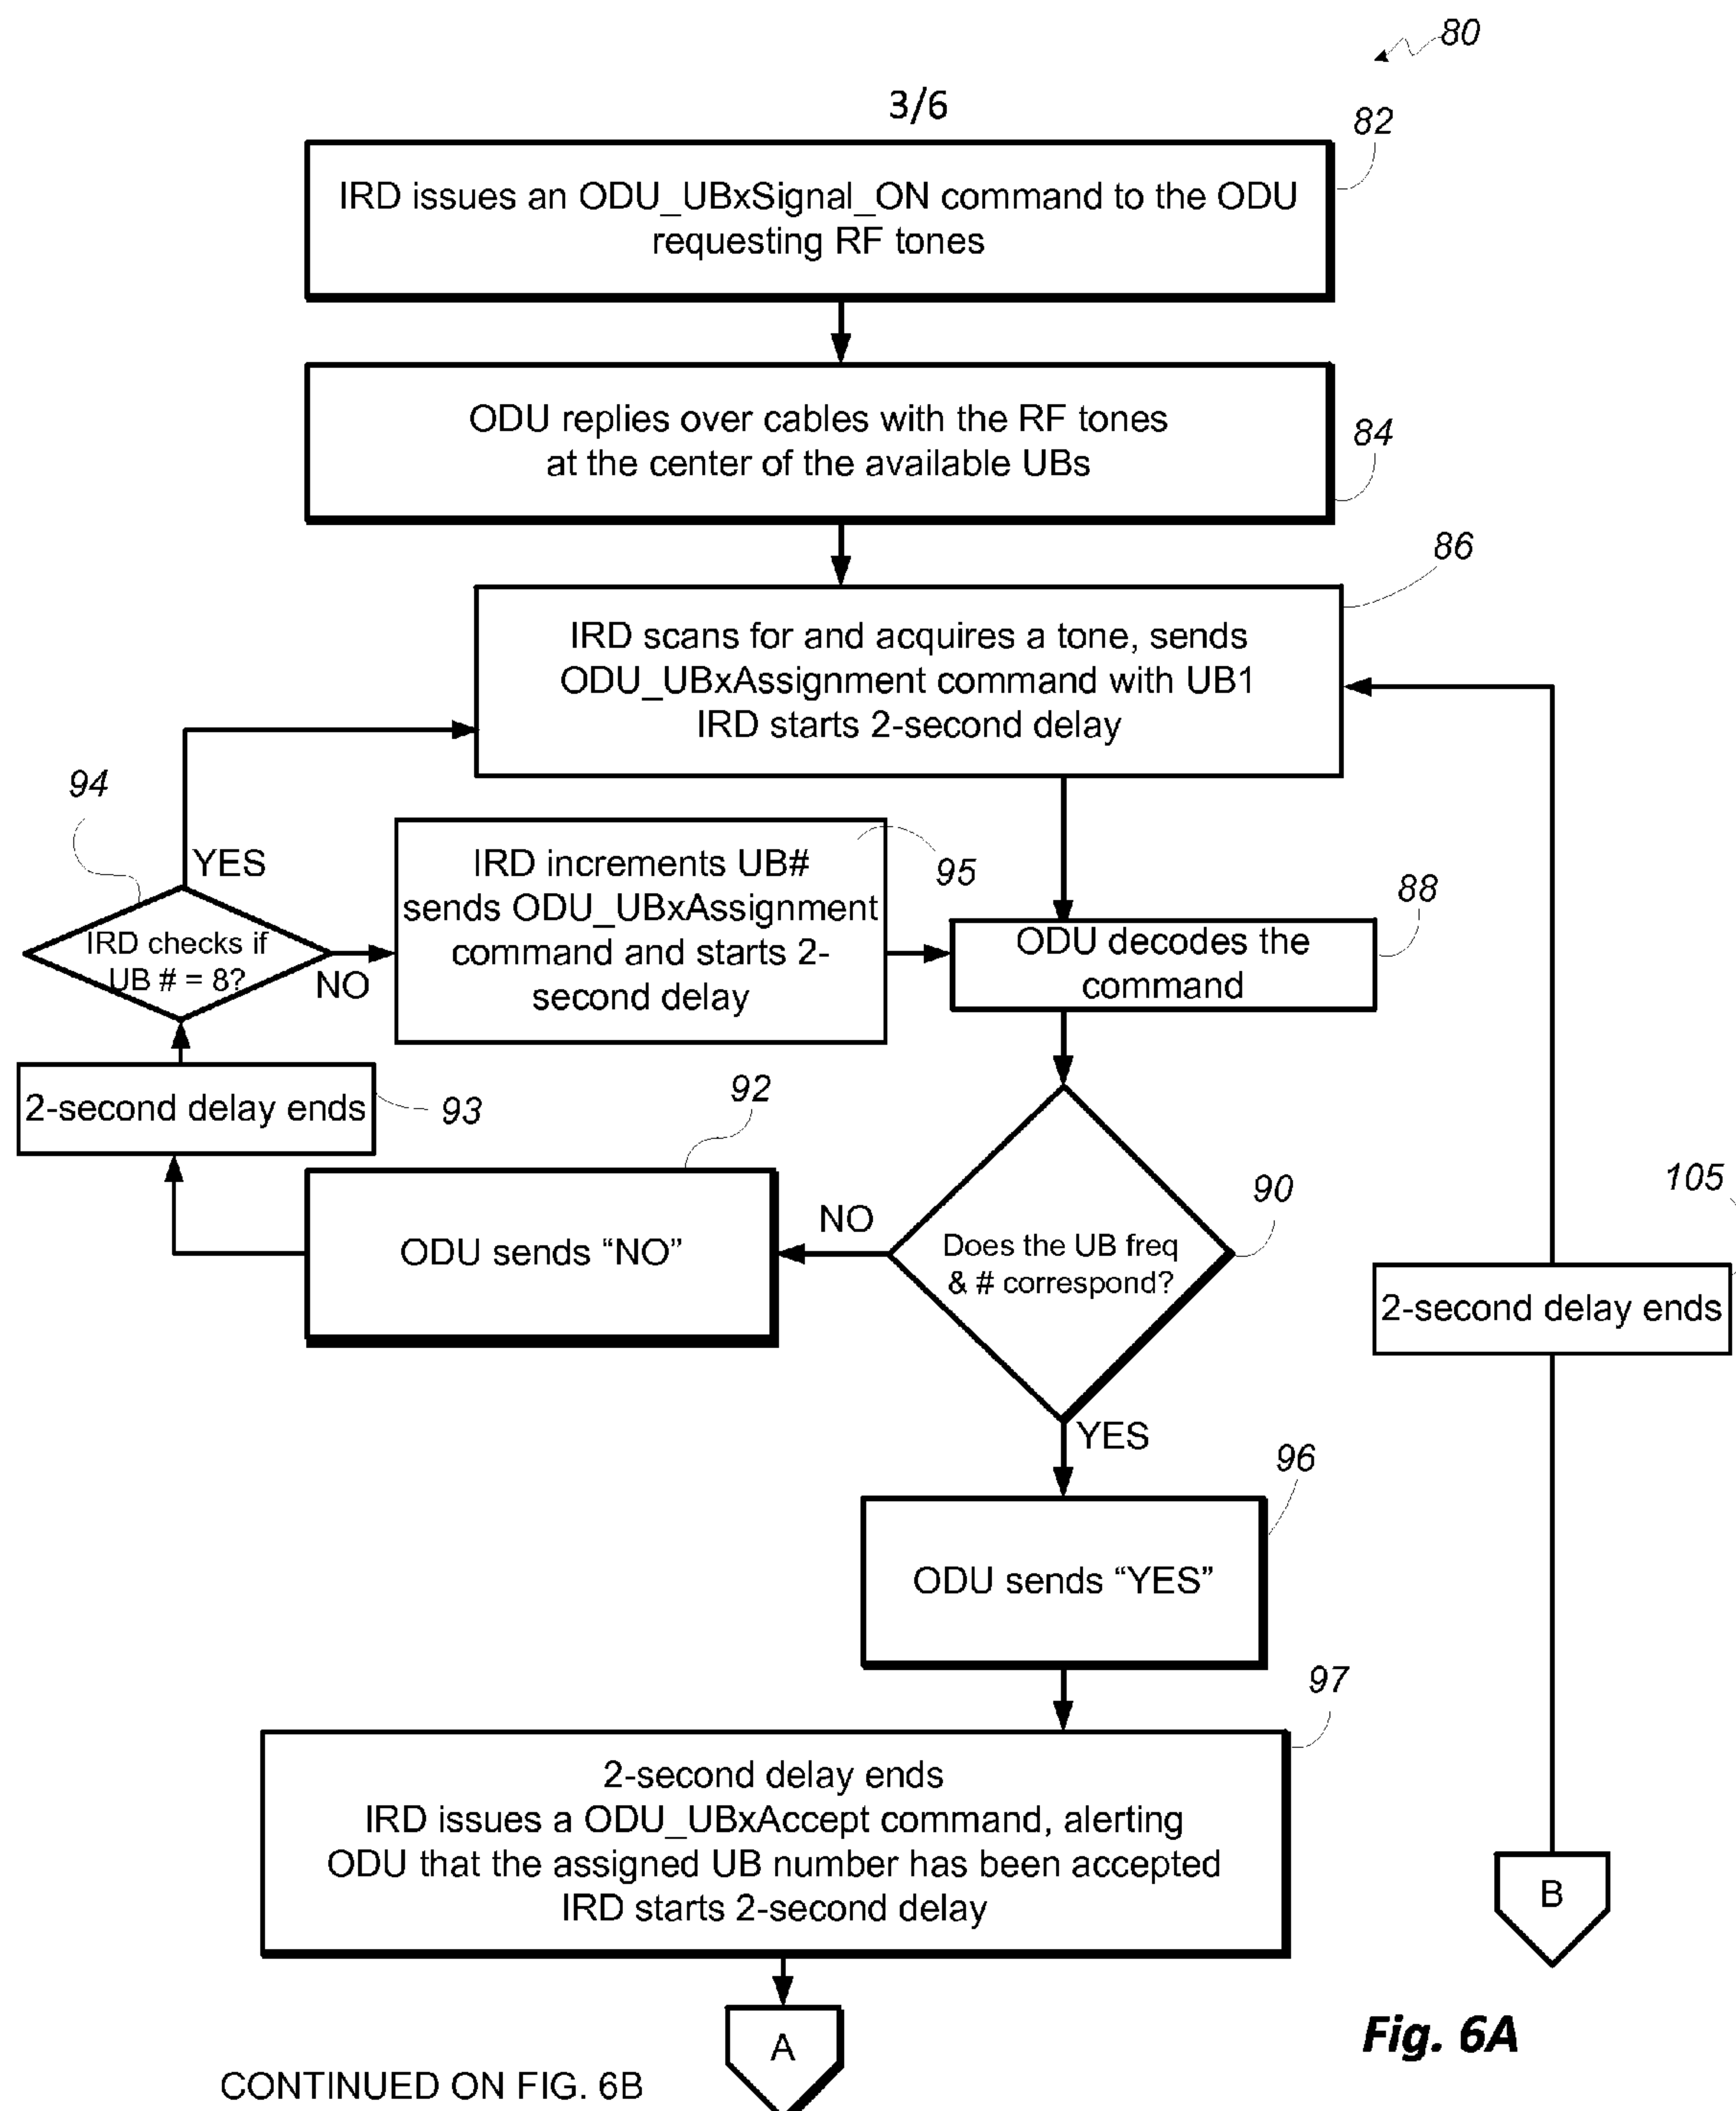 80
3/6
82
IRD issues an ODU_UBxSignal_ON command to the ODU
requesting RF tones
ODU replies over cables with the RF tones
at the center of the available UBs
84
86
IRD scans for and acquires a tone, sends
ODU_UBxAssignment command with UB1
IRD starts 2-second delay
94
YES
IRD checks if
UB # = 8?
NO
IRD increments UB#
sends ODU_UBxAssignment
command and starts 2-
second delay
95
88
ODU decodes the
command
2-second delay ends
93
92
ODU sends “NO”
NO
90
Does the UB freq
& # correspond?
105
2-second delay ends
YES
96
ODU sends “YES”
97
2-second delay ends
IRD issues a ODU_UBxAccept command, alerting
ODU that the assigned UB number has been accepted
IRD starts 2-second delay
B
A
Fig. 6A
CONTINUED ON FIG. 6B